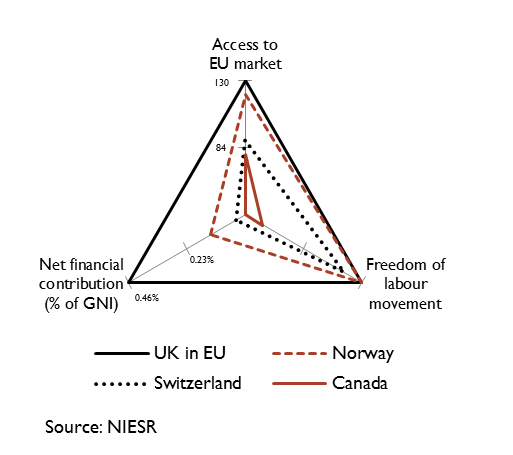 Access to
EU market
130
84
0.23%
Net financial
contribution
(% of GNI)
0.46%
Freedom of
labour
movement
UK in EU
Norway
Switzerland
Canada
Source: NIESR